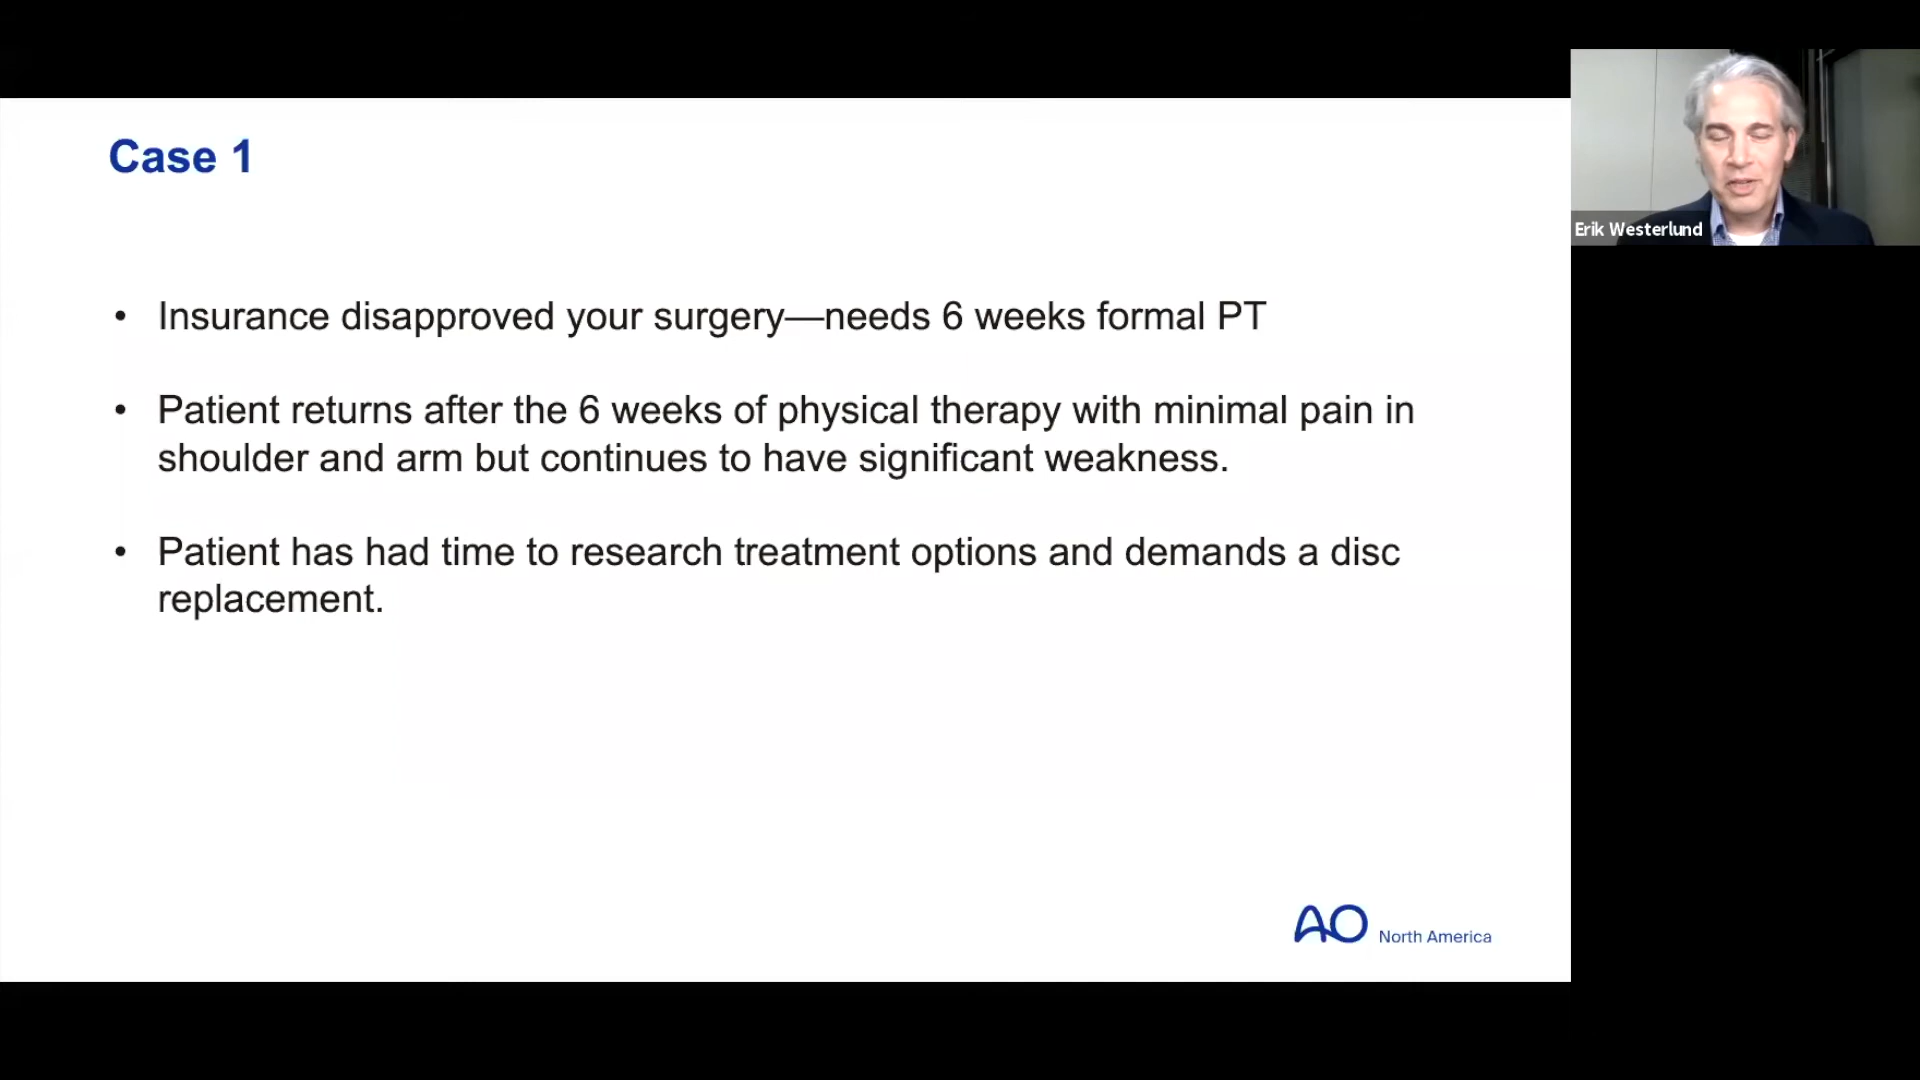 Case 1
• Insurance disapproved your surgery—needs 6 weeks formal PT
• Patient returns after the 6 weeks of physical therapy with minimal pain in
shoulder and arm but continues to have significant weakness.
• Patient has had time to research treatment options and demands a disc
replacement.
AO North America
Erik Westerlund